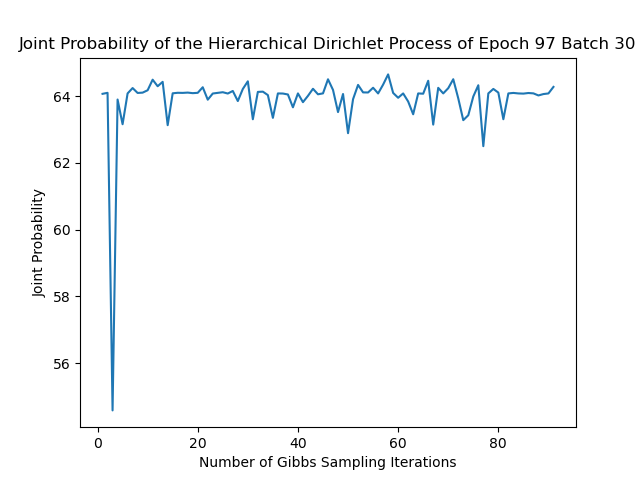 Joint Probability of the Hierarchical Dirichlet Process of Epoch 97 Batch 30
64
62
60
58
56
Joint Probability
0 20 40 60 80
Number of Gibbs Sampling Iterations